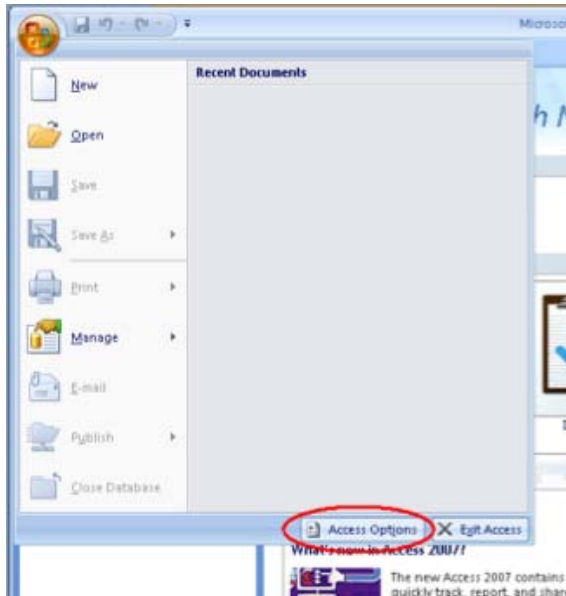 Microso
New
Recent Documents
Open
Save
Save As
Print
Manage
E-mail
Publish
Close Database
Access Options
Exit Access
What's new in Access 2007?
The new Access 2007 contains
quickly track, report, and share